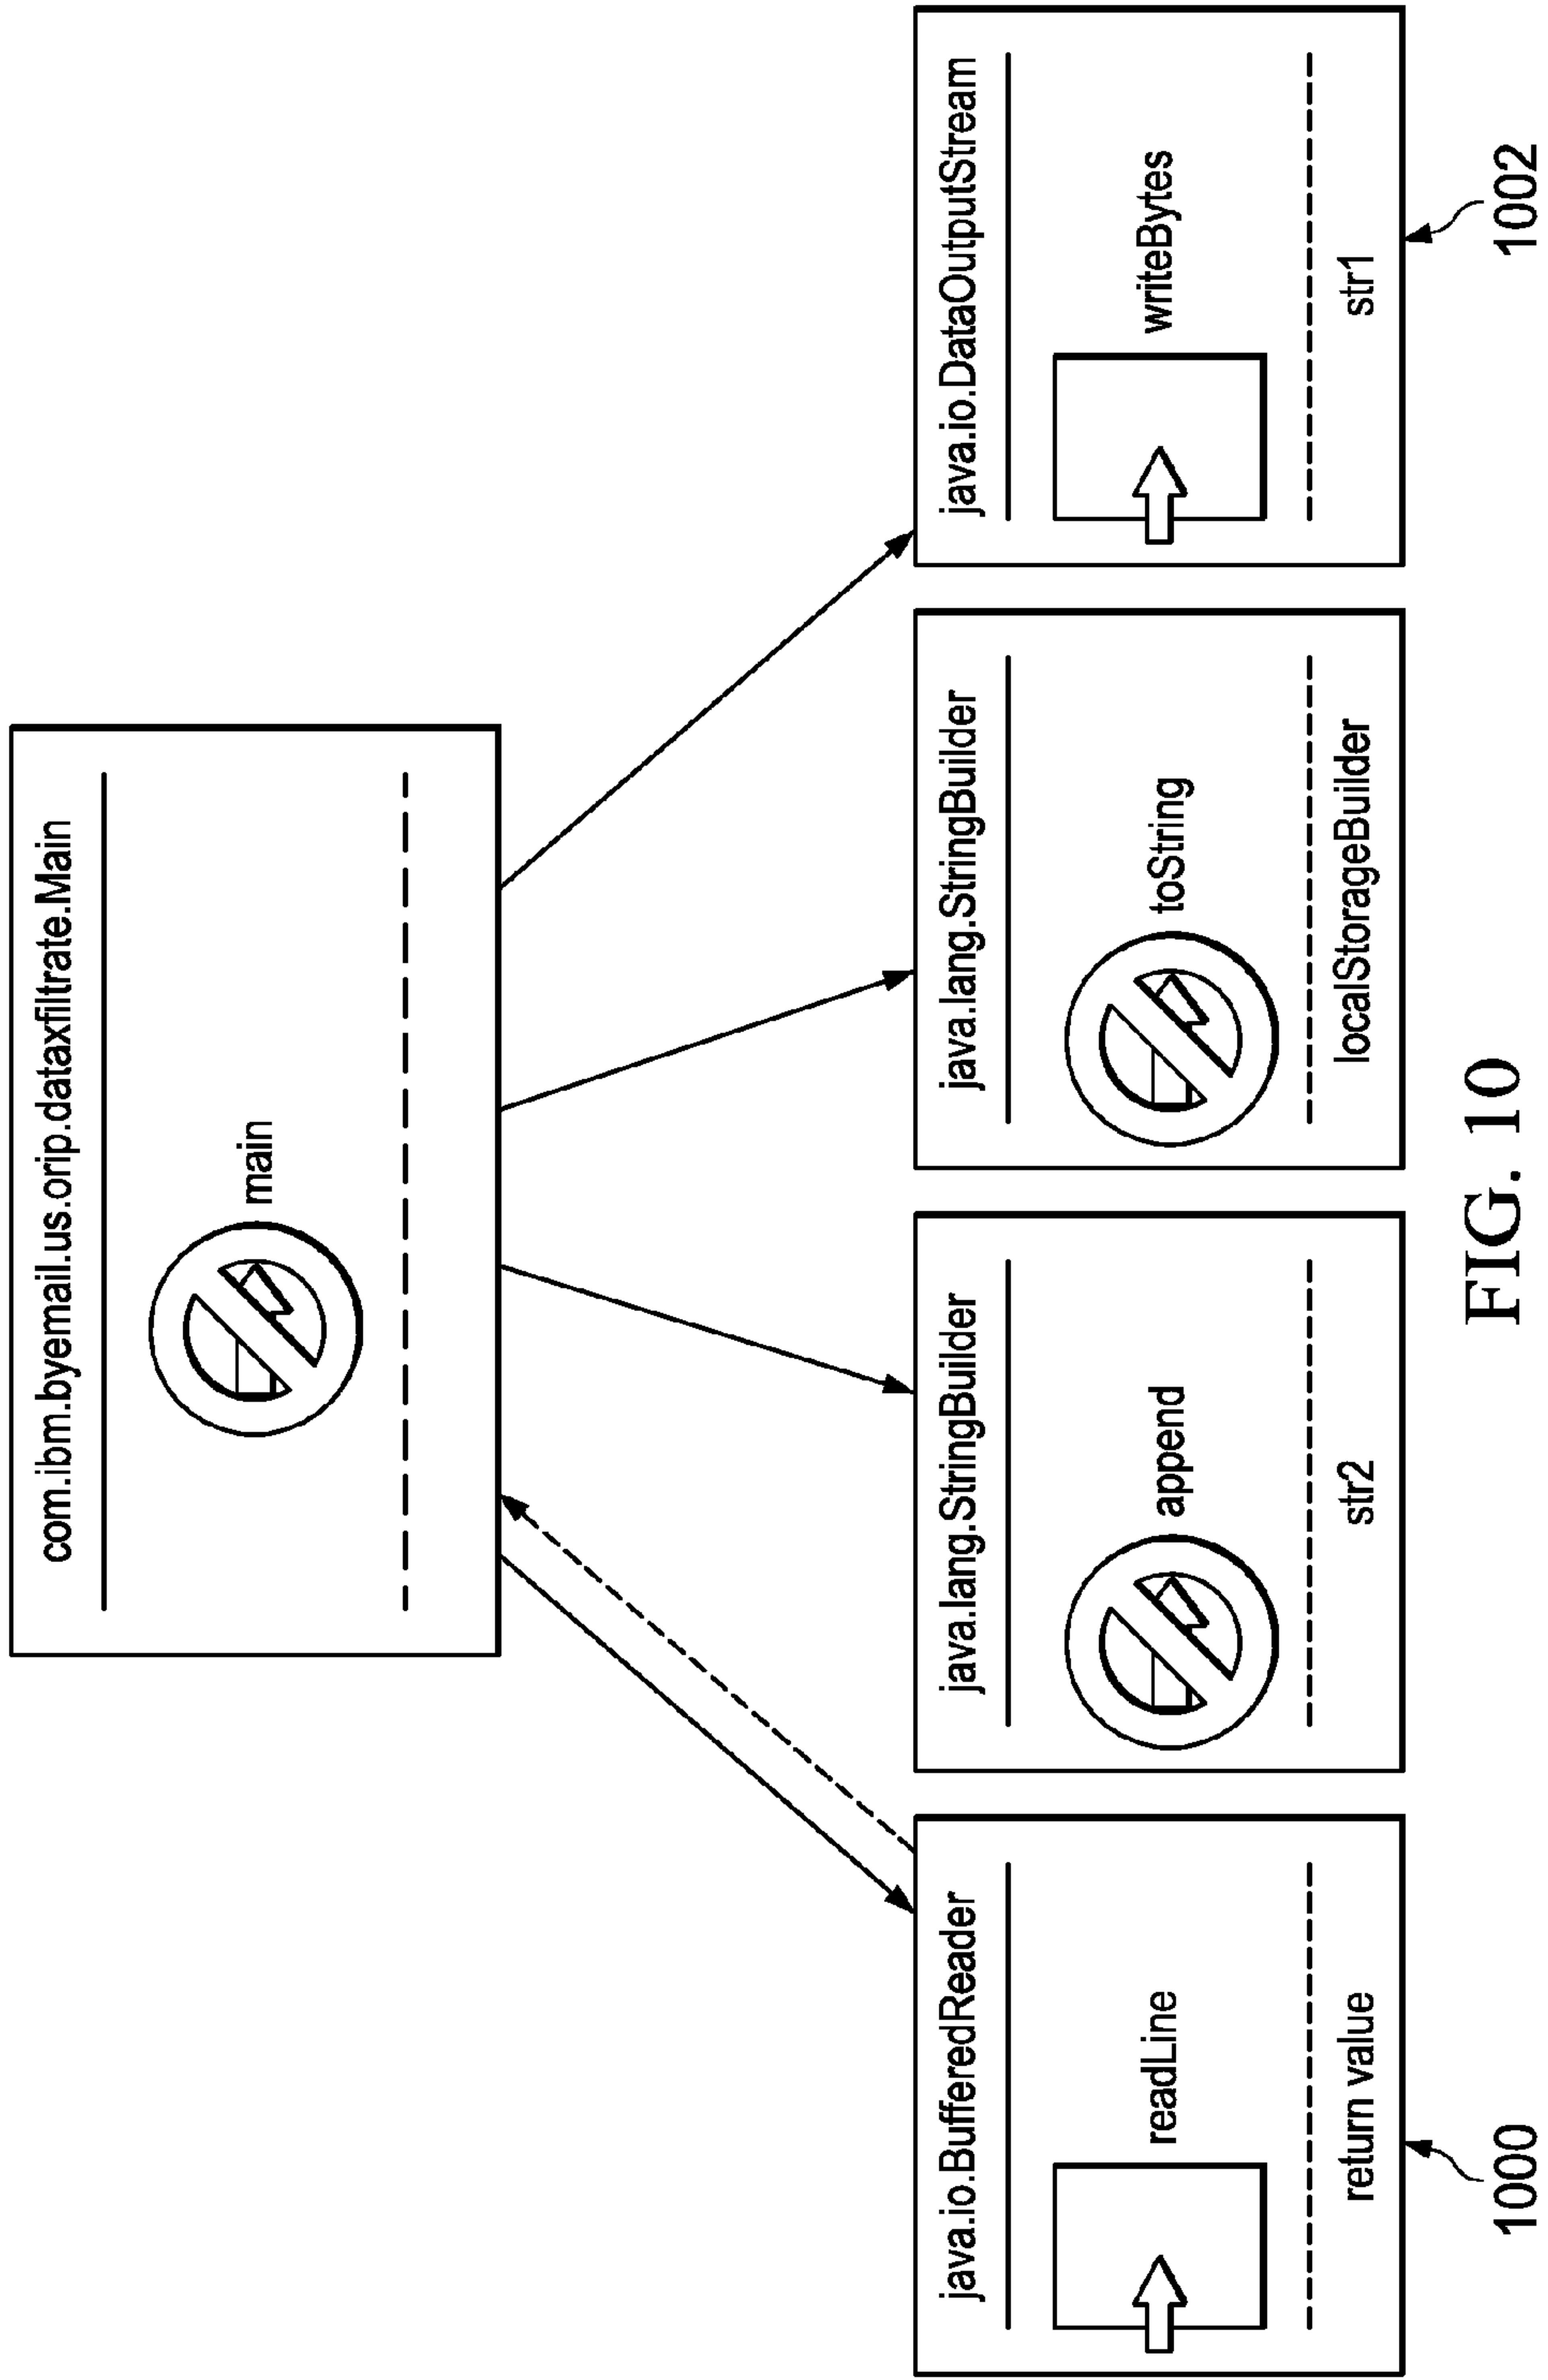 com.ibm.byemail.us.orip.dataxfiltrate.Main
main
java.io.BufferedReader
readLine
return value
1000
java.lang.StringBuilder
append
str2
java.lang.StringBuilder
toString
localStorageBuilder
java.io.DataOutputStream
writeBytes
str1
1002
FIG. 10